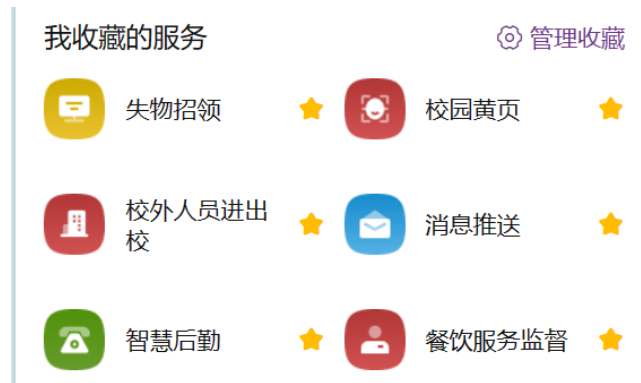 我收藏的服务
管理收藏
失物招领
校园黄页
校外人员进出
校
消息推送
智慧后勤
餐饮服务监督